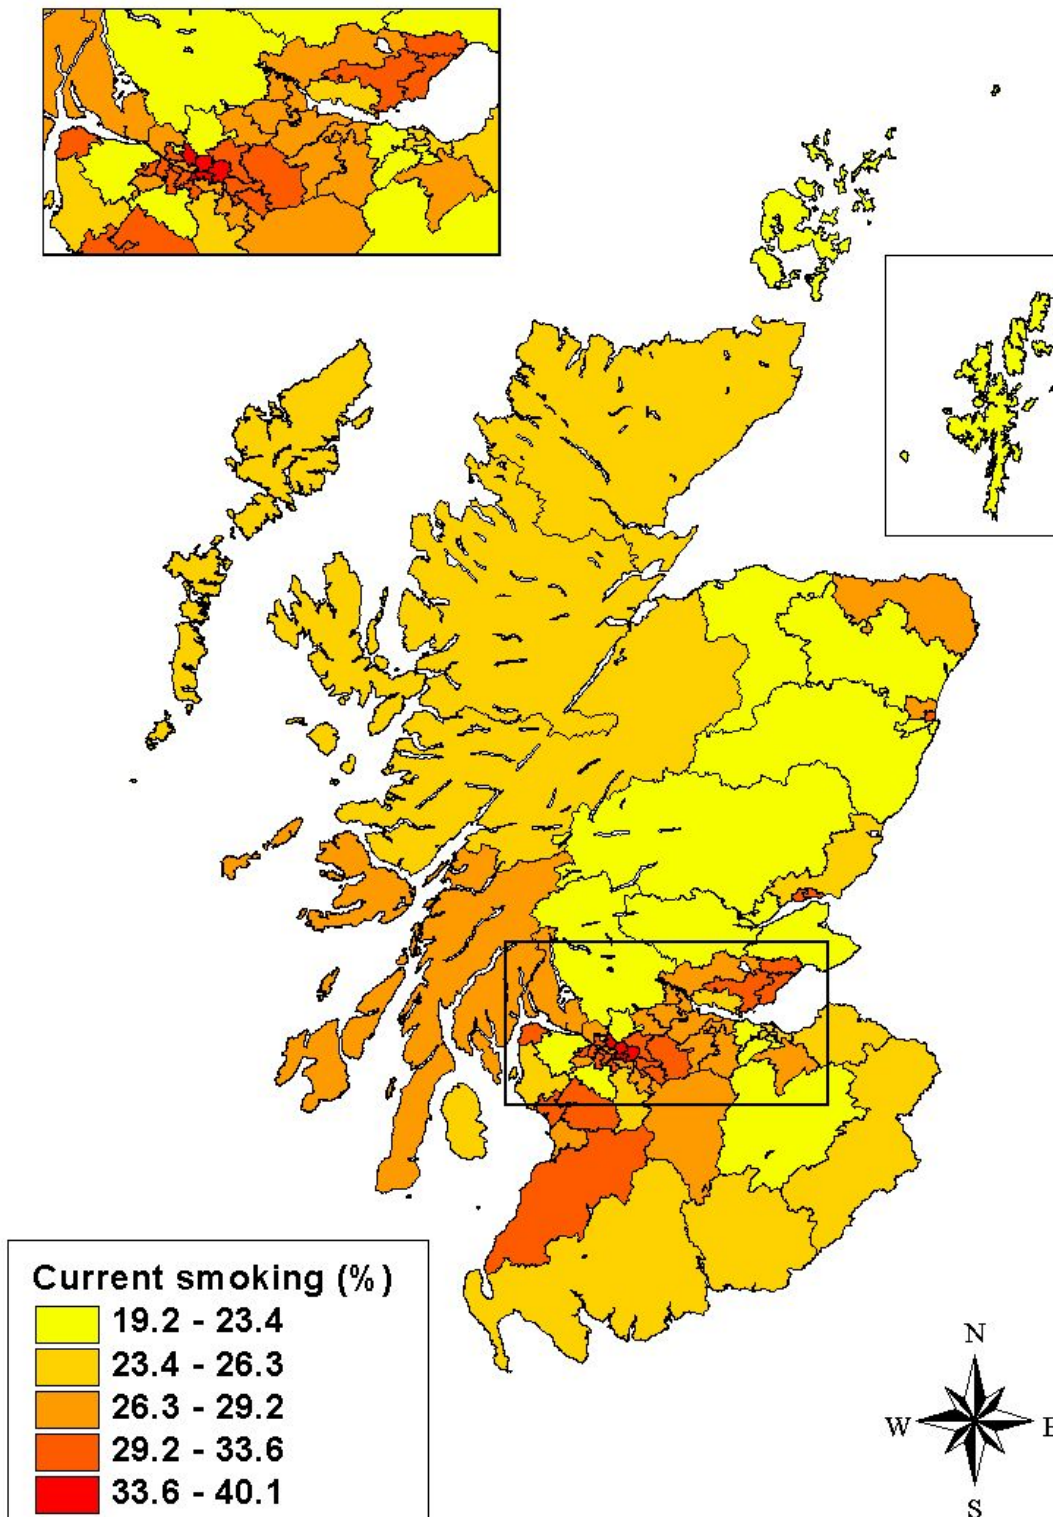 Current smoking (%)
19.2 - 23.4
23.4 - 26.3
26.3 - 29.2
29.2 - 33.6
33.6 - 40.1
N
W
E
S